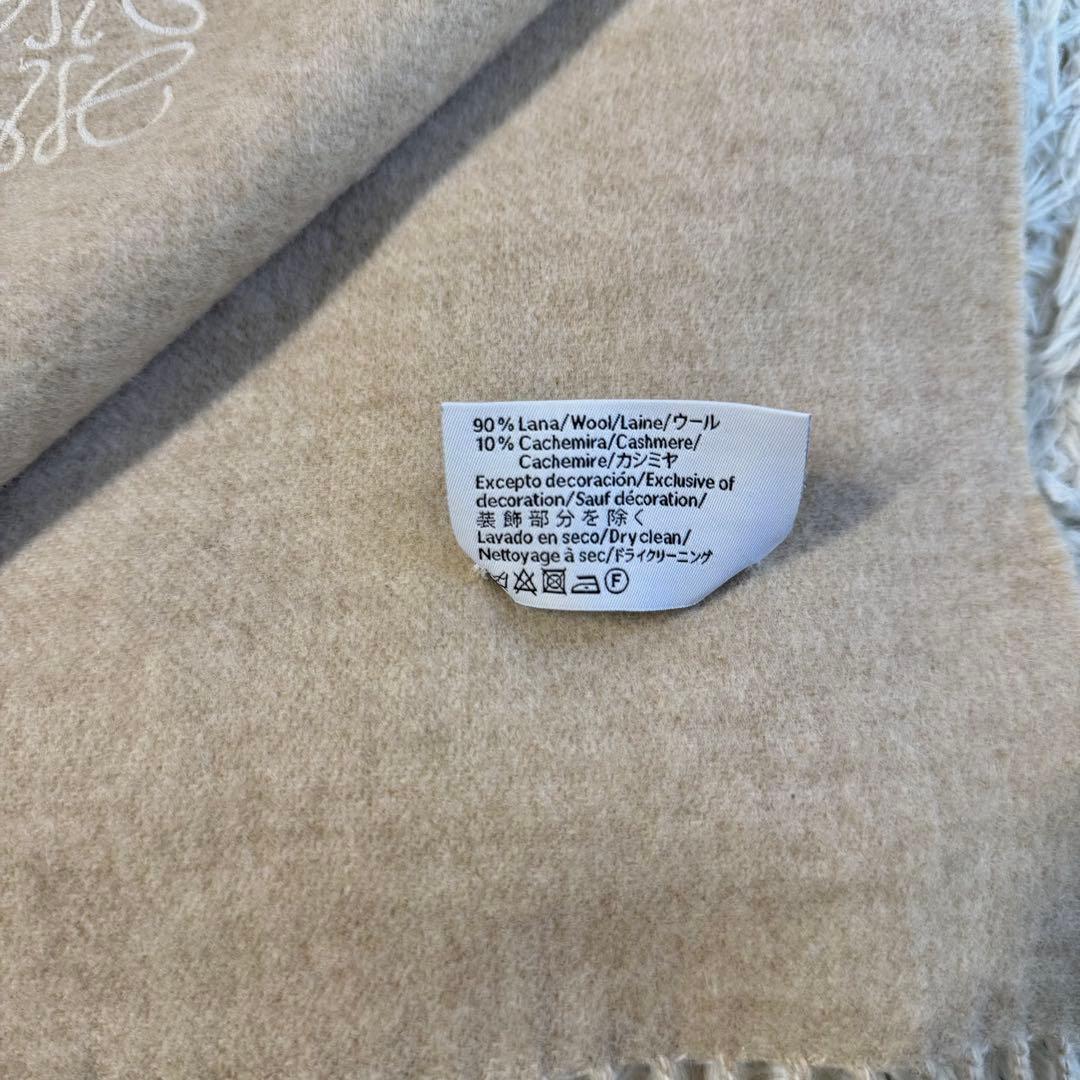 90% Lana/Wool/Laine/ウール
10% Cachemira/Cashmere/
Cachemire/カシミヤ
Excepto decoración/Exclusive of
decoration/Sauf décoration/
装飾部分を除く
Lavado en seco/Dry clean/
Nettoyage à sec/ドライクリーニング
F